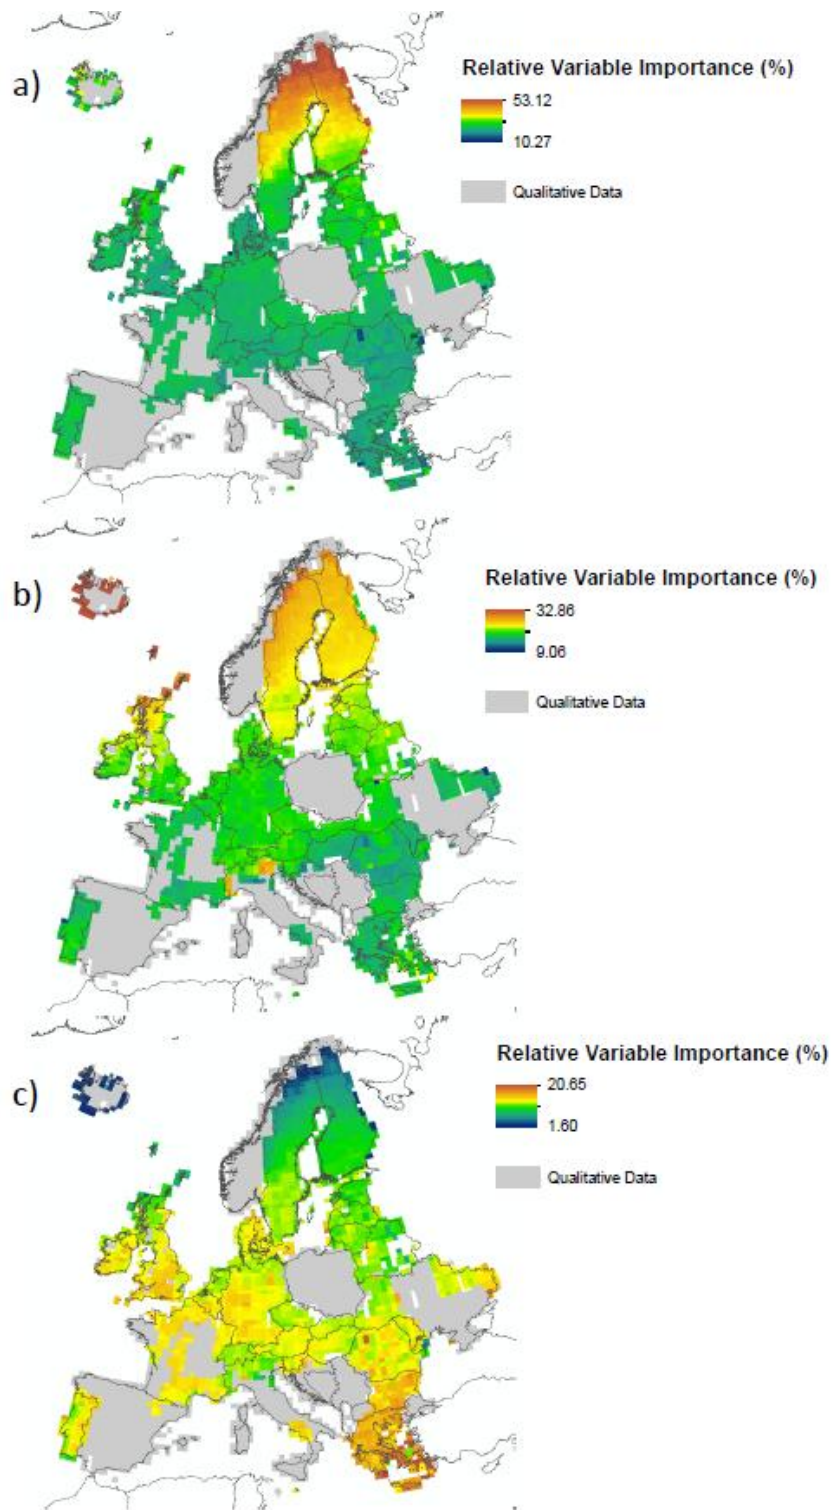 a)
Relative Variable Importance (%)
53.12
10.27
Qualitative Data
b)
Relative Variable Importance (%)
32.86
9.06
Qualitative Data
c)
Relative Variable Importance (%)
20.65
1.60
Qualitative Data